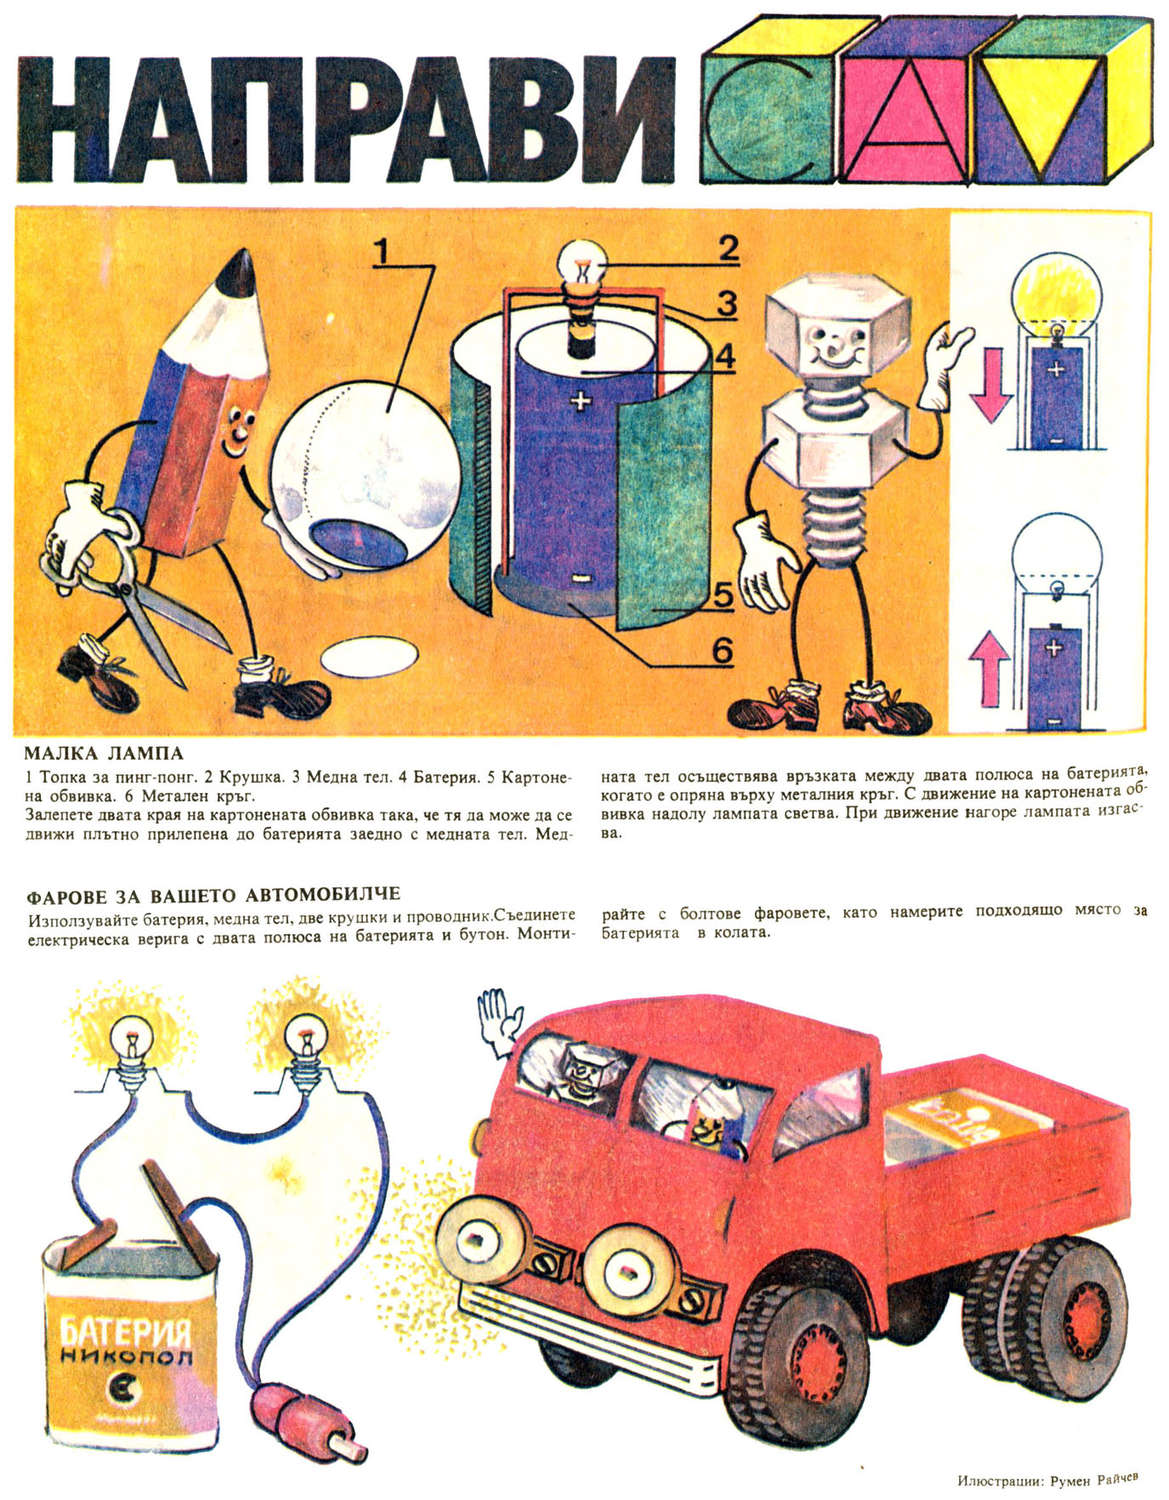 НАПРАВИ САМ
1
2
3
4
5
6
+
-
+
-
+
-
МАЛКА ЛАМПА
1 Топка за пинг-понг. 2 Крушка. 3 Медна тел. 4 Батерия. 5 Картоне-
на обвивка. 6 Метален кръг.
Залепете двата края на картонената обвивка така, че тя да може да се
движи плътно прилепена до батерията заедно с медната тел. Мед-
ната тел осъществява връзката между двата полюса на батерията,
когато е опряна върху металния кръг. С движение на картонената об-
вивка надолу лампата светва. При движение нагоре лампата изгас-
ва.
ФАРОВЕ ЗА ВАШЕТО АВТОМОБИЛЧЕ
Използувайте батерия, медна тел, две крушки и проводник.Съединете
електрическа верига с двата полюса на батерията и бутон. Монти-
райте с болтове фаровете, като намерите подходящо място за
батерията в колата.
БАТЕРИЯ
НИКОПОЛ
Илюстрации: Румен Райчев